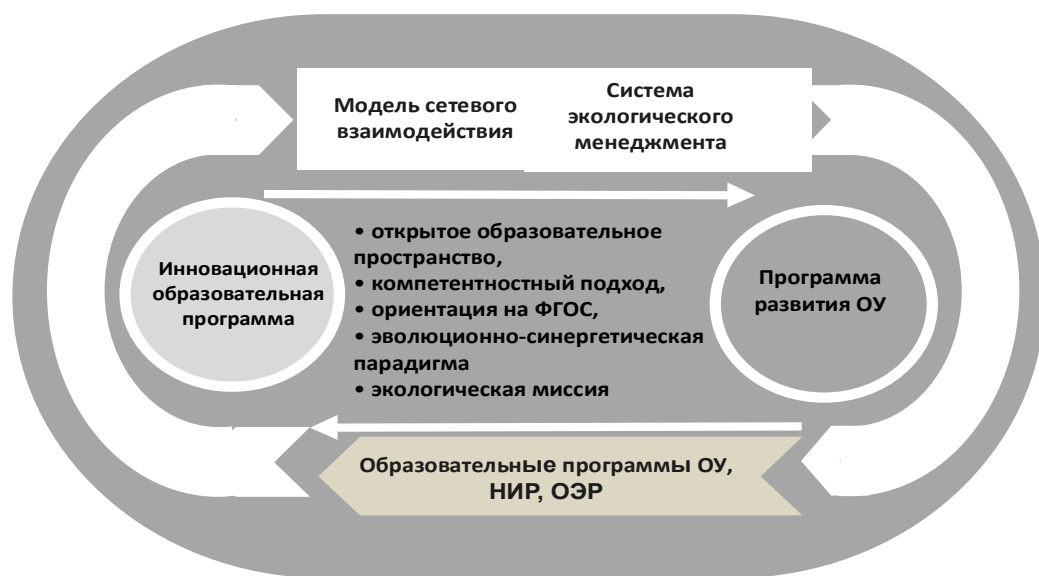 Модель сетевого
взаимодействия
Система
экологического
менеджмента
Инновационная
образовательная
программа
• открытое образовательное
пространство,
• компетентностный подход,
• ориентация на ФГОС,
• эволюционно-синергетическая
парадигма
• экологическая миссия
Программа
развития ОУ
Образовательные программы ОУ,
НИР, ОЭР